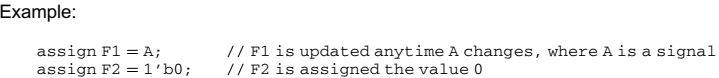 Example:
assign F1 = A; // F1 is updated anytime A changes, where A is a signal
assign F2 = 1’b0; // F2 is assigned the value 0